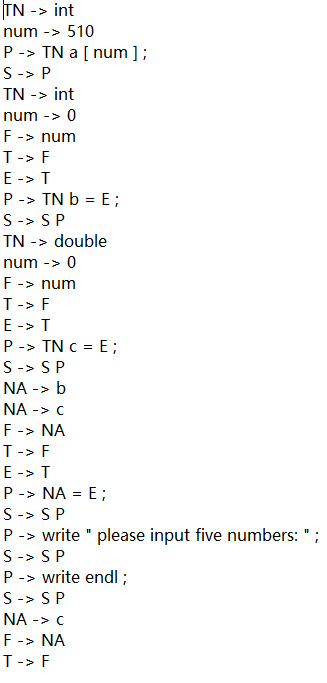 TN -> int
num -> 510
P -> TN a [ num ] ;
S -> P
TN -> int
num -> 0
F -> num
T -> F
E -> T
P -> TN b = E ;
S -> S P
TN -> double
num -> 0
F -> num
T -> F
E -> T
P -> TN c = E ;
S -> S P
NA -> b
NA -> c
F -> NA
T -> F
E -> T
P -> NA = E ;
S -> S P
P -> write " please input five numbers: " ;
S -> S P
P -> write endl ;
S -> S P
NA -> c
F -> NA
T -> F